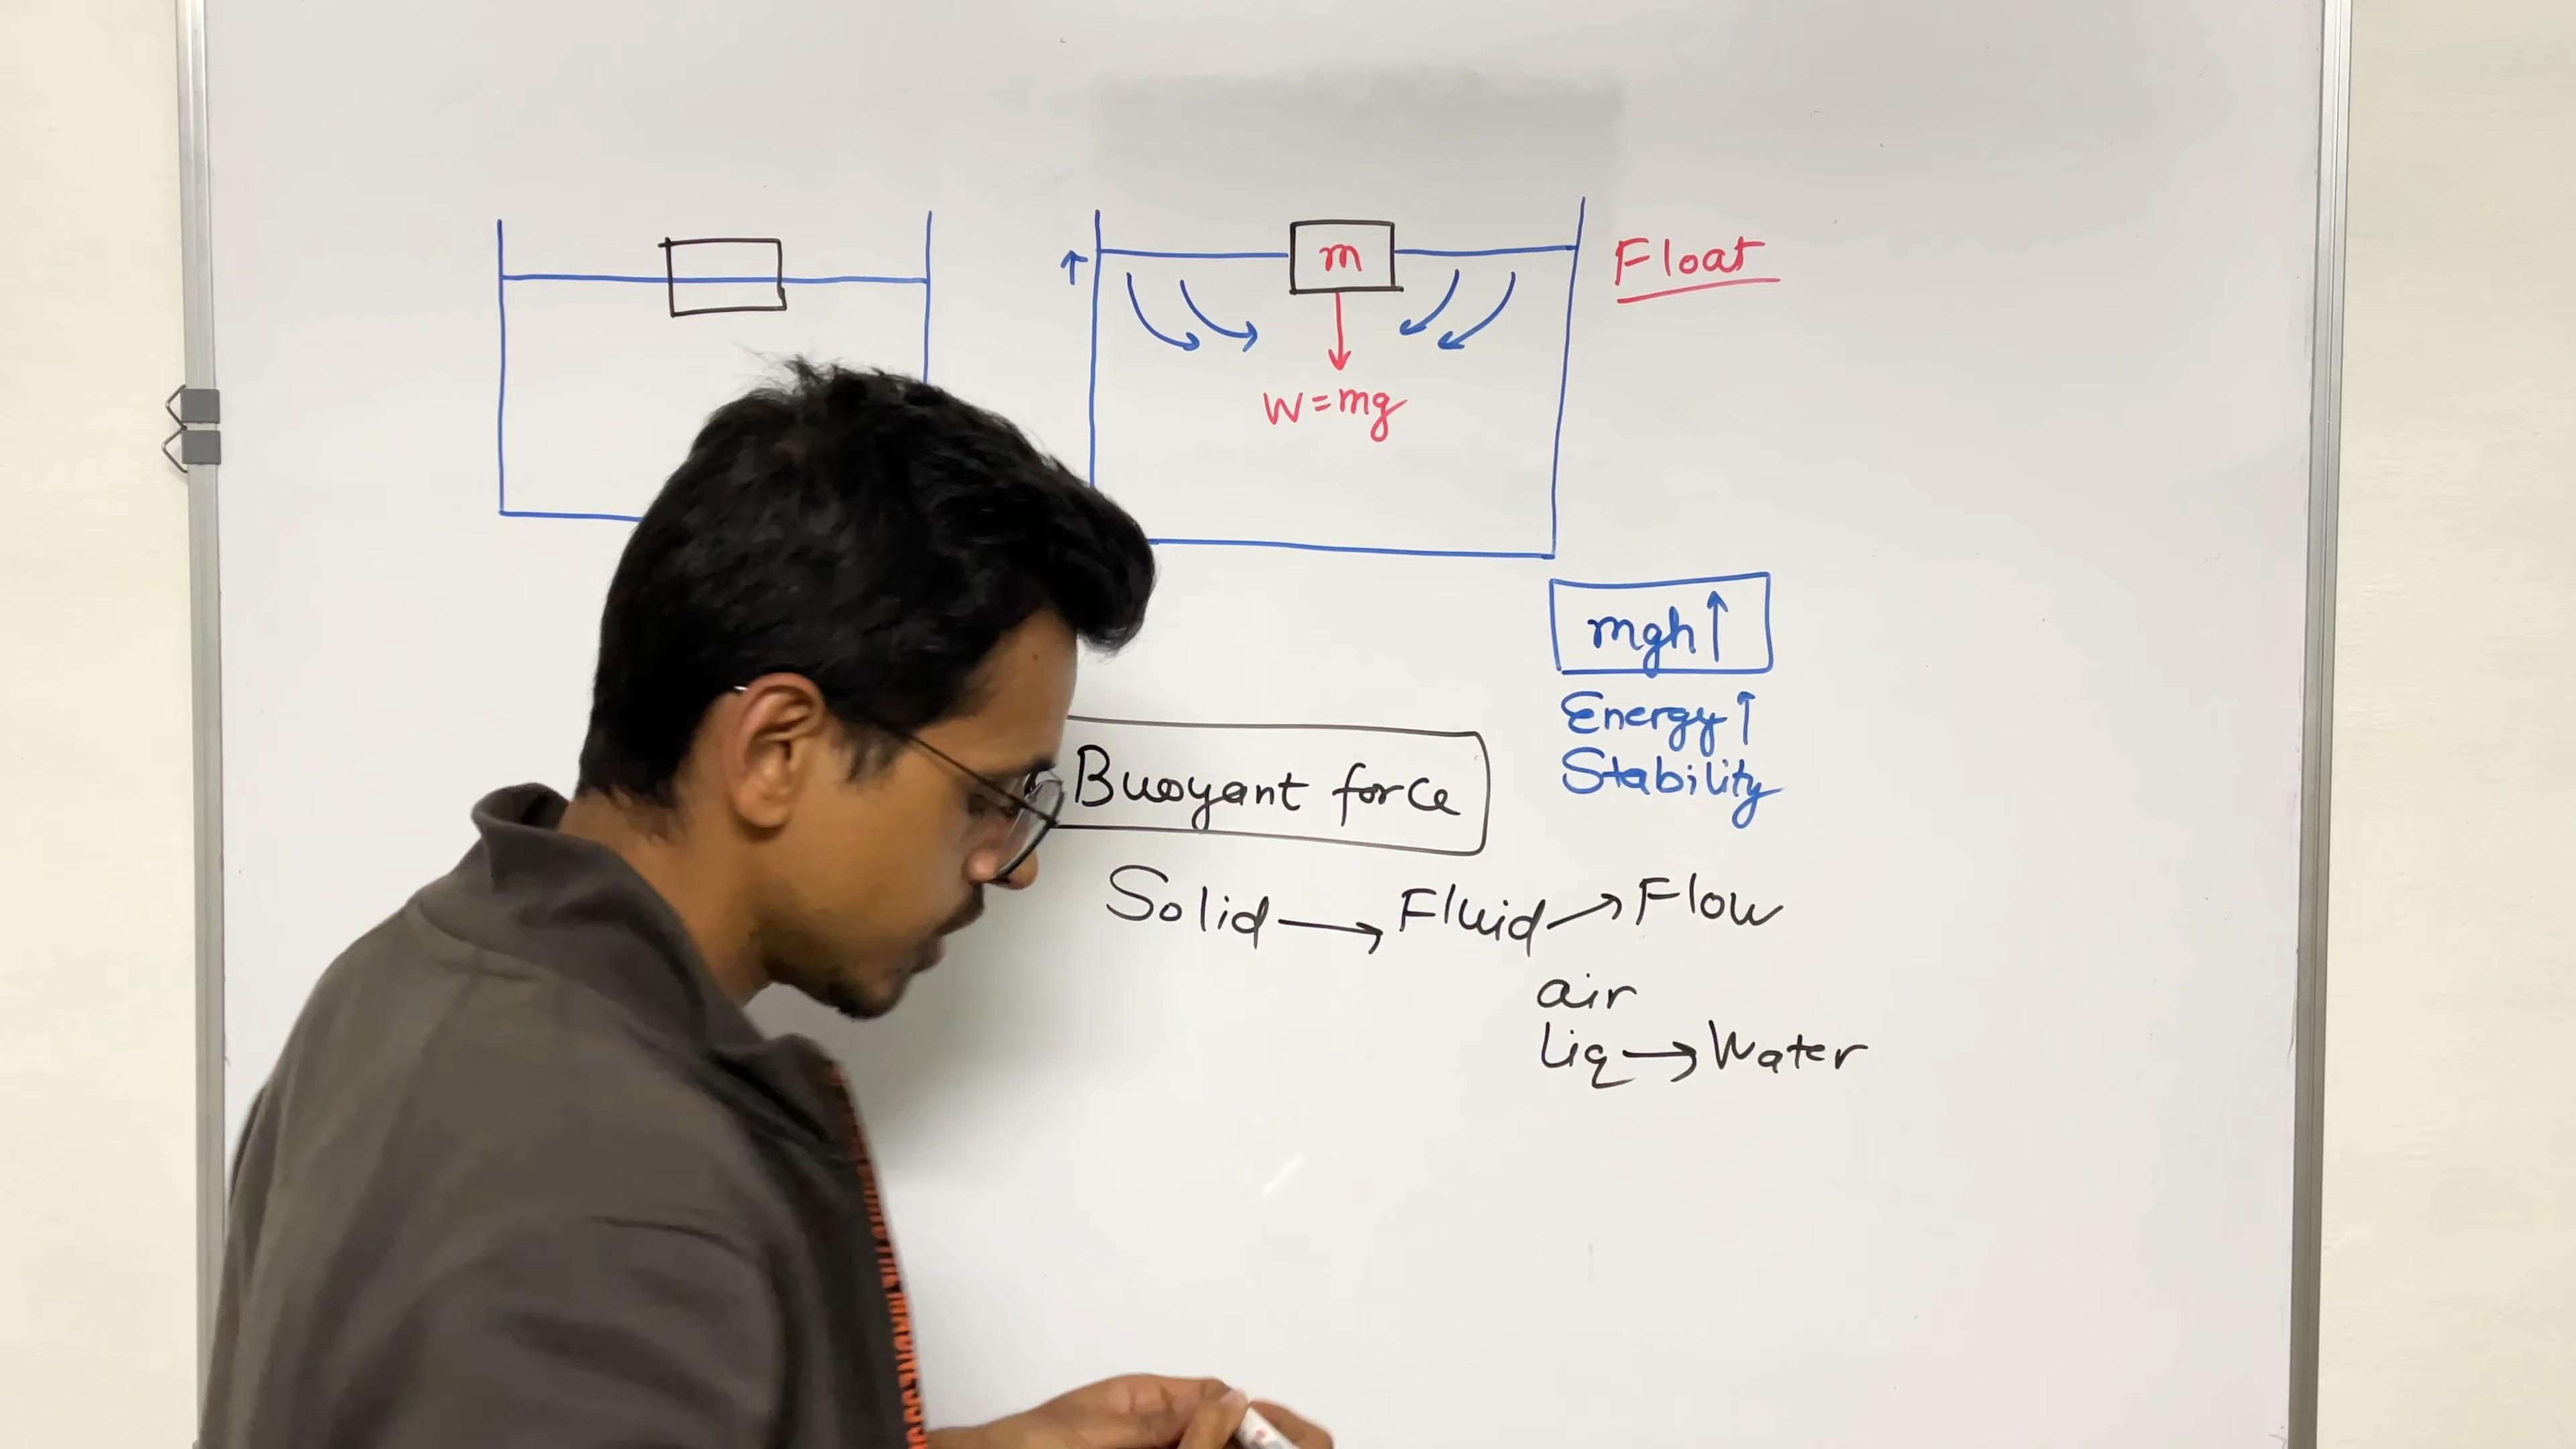 m
Float
W=mg
mgh↑
Energy↑
Stability
Buoyant force
Solid → Fluid → Flow
air
Liq → Water